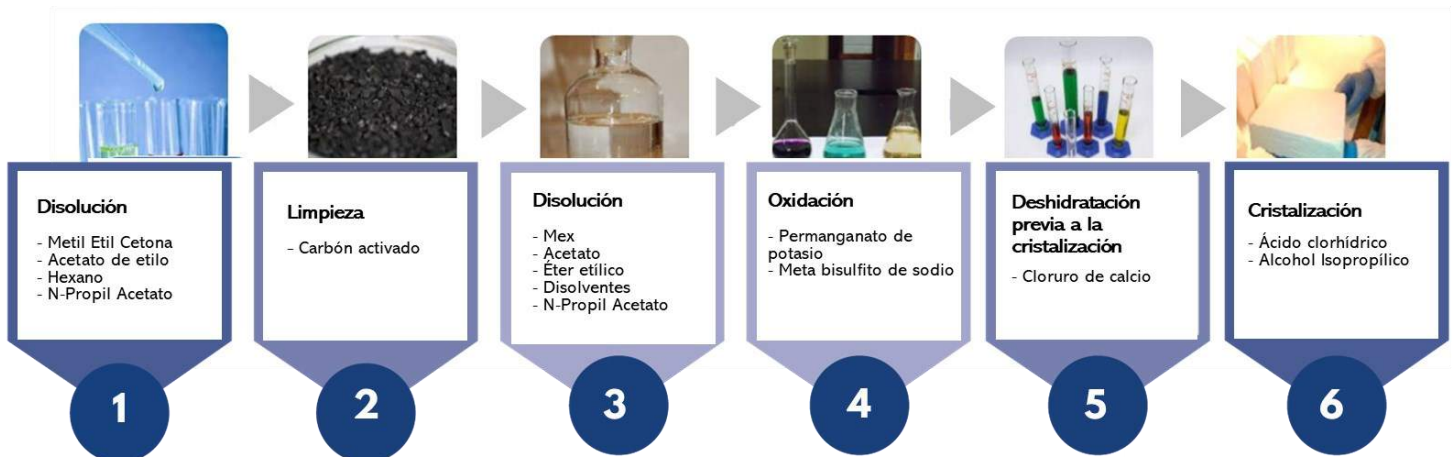 Disolución
- Metil Etil Cetona
- Acetato de etilo
- Hexano
- N-Propil Acetato
1
Limpieza
- Carbón activado
2
Disolución
- Mex
- Acetato
- Éter etílico
- Disolventes
- N-Propil Acetato
3
Oxidación
- Permanganato de
potasio
- Meta bisulfito de sodio
4
Deshidratación
previa a la
cristalización
- Cloruro de calcio
5
Cristalización
- Ácido clorhídrico
- Alcohol Isopropílico
6